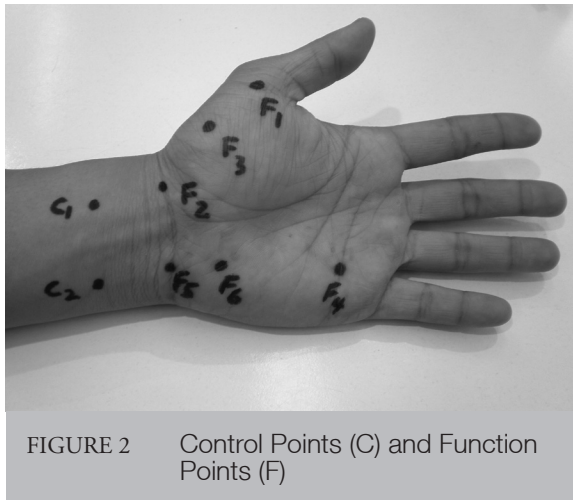 F1
F3
F2
C1
C2
F5
F6
F4
FIGURE 2 Control Points (C) and Function
Points (F)